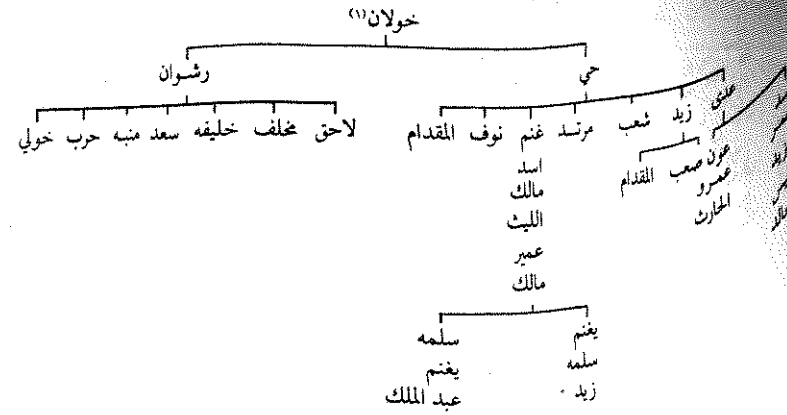 خولان (١)
حي رشوان
علي زيد شعب مرتد غنم نوف المقدام
لاحق مخلف خليفه سعد منبه حرب خولي
عون صعب المقدام
عمرو
الحارث
اسد
مالك
الليث
عمير
مالك
يغنم سلمه
سلمه يغنم
زيد عبد الملك